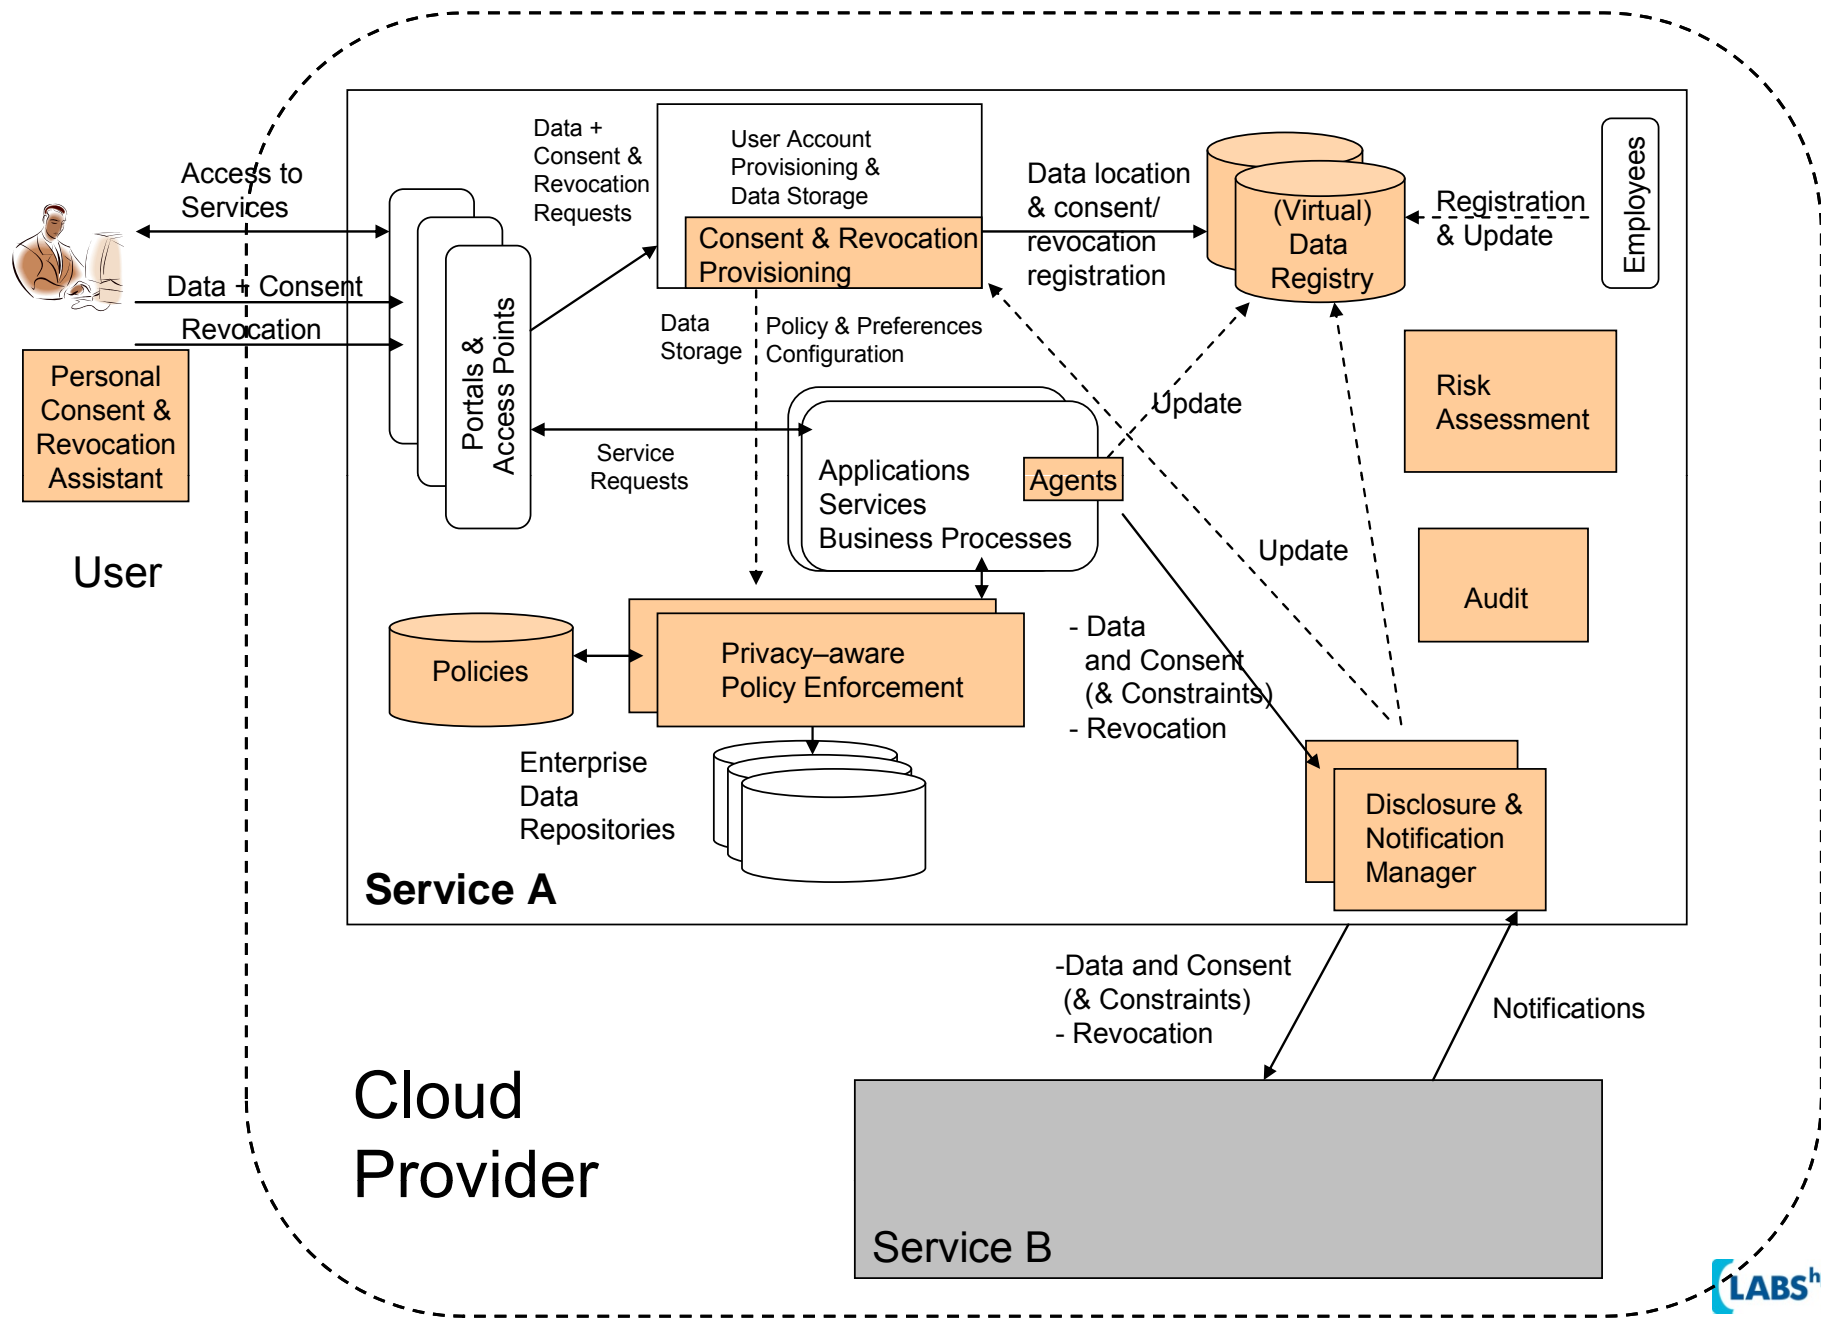 Access to
Services
Data + Consent
Revocation
Personal
Consent &
Revocation
Assistant
User
Portals &
Access Points
Data +
Consent &
Revocation
Requests
User Account
Provisioning &
Data Storage
Consent & Revocation
Provisioning
Data location
& consent/
revocation
registration
(Virtual)
Data
Registry
Registration
& Update
Employees
Data
Storage
Policy & Preferences
Configuration
Service
Requests
Applications
Services
Business Processes
Agents
Update
Update
Risk
Assessment
Audit
Policies
Privacy–aware
Policy Enforcement
- Data
and Consent
(& Constraints)
- Revocation
Enterprise
Data
Repositories
Disclosure &
Notification
Manager
Service A
-Data and Consent
(& Constraints)
- Revocation
Notifications
Cloud
Provider
Service B
LABS
h